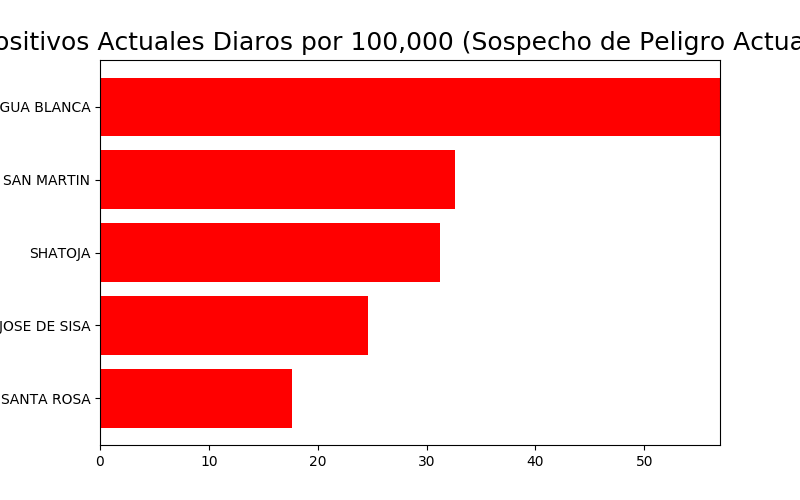 ositivos Actuales Diaros por 100,000 (Sospecho de Peligro Actua
GUA BLANCA
SAN MARTIN
SHATOJA
JOSE DE SISA
SANTA ROSA
0 10 20 30 40 50